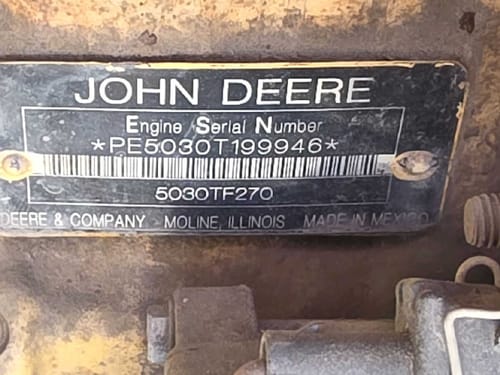 JOHN DEERE
Engine Serial Number
*PE5030T199946*
5030TF270
DEERE & COMPANY - MOLINE, ILLINOIS MADE IN MEXICO